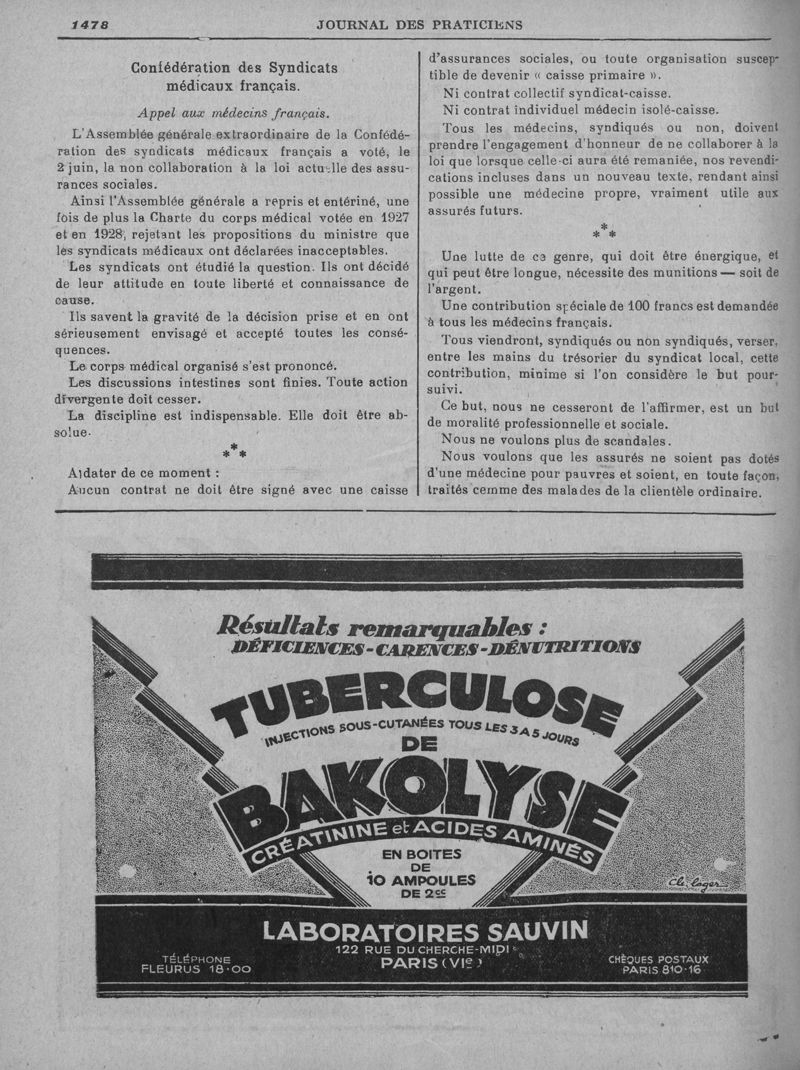 1478
JOURNAL DES PRATICIENS
Confédération des Syndicats
médicaux français.
Appel aux médecins français.
L'Assemblée générale extraordinaire de la Confédé-
ration des syndicats médicaux français a voté, le
2 juin, la non collaboration à la loi actuelle des assu-
rances sociales.
Ainsi l'Assemblée générale a repris et entériné, une
fois de plus la Charte du corps médical votée en 1927
et en 1928, rejetant les propositions du ministre que
les syndicats médicaux ont déclarées inacceptables.
Les syndicats ont étudié la question. Ils ont décidé
de leur attitude en toute liberté et connaissance de
cause.
Ils savent la gravité de la décision prise et en ont
sérieusement envisagé et accepté toutes les consé-
quences.
Le corps médical organisé s'est prononcé.
Les discussions intestines sont finies. Toute action
divergente doit cesser.
La discipline est indispensable. Elle doit être ab-
solue.
*
* *
A dater de ce moment :
Aucun contrat ne doit être signé avec une caisse
d'assurances sociales, ou toute organisation suscep-
tible de devenir « caisse primaire ».
Ni contrat collectif syndicat-caisse.
Ni contrat individuel médecin isolé-caisse.
Tous les médecins, syndiqués ou non, doivent
prendre l'engagement d'honneur de ne collaborer à la
loi que lorsque celle-ci aura été remaniée, nos revendi-
cations incluses dans un nouveau texte, rendant ainsi
possible une médecine propre, vraiment utile aux
assurés futurs.
*
* *
Une lutte de ce genre, qui doit être énergique, et
qui peut être longue, nécessite des munitions — soit de
l'argent.
Une contribution spéciale de 100 francs est demandée
à tous les médecins français.
Tous viendront, syndiqués ou non syndiqués, verser,
entre les mains du trésorier du syndicat local, cette
contribution, minime si l'on considère le but pour-
suivi.
Ce but, nous ne cesseront de l'affirmer, est un but
de moralité professionnelle et sociale.
Nous ne voulons plus de scandales.
Nous voulons que les assurés ne soient pas dotés
d'une médecine pour pauvres et soient, en toute façon,
traités cemme des malades de la clientèle ordinaire.
Résultats remarquables :
DÉFICIENCES-CARENCES-DÉNUTRITIONS
TUBERCULOSE
INJECTIONS SOUS-CUTANÉES TOUS LES 3 A 5 JOURS
DE
BAKOLYSE
CRÉATININE et ACIDES AMINÉS
EN BOITES
DE
10 AMPOULES
DE 2cc
Ch. Lager
LABORATOIRES SAUVIN
122 RUE DU CHERCHE-MIDI
PARIS (VIe)
TÉLÉPHONE
FLEURUS 18-00
CHÈQUES POSTAUX
PARIS 810-16